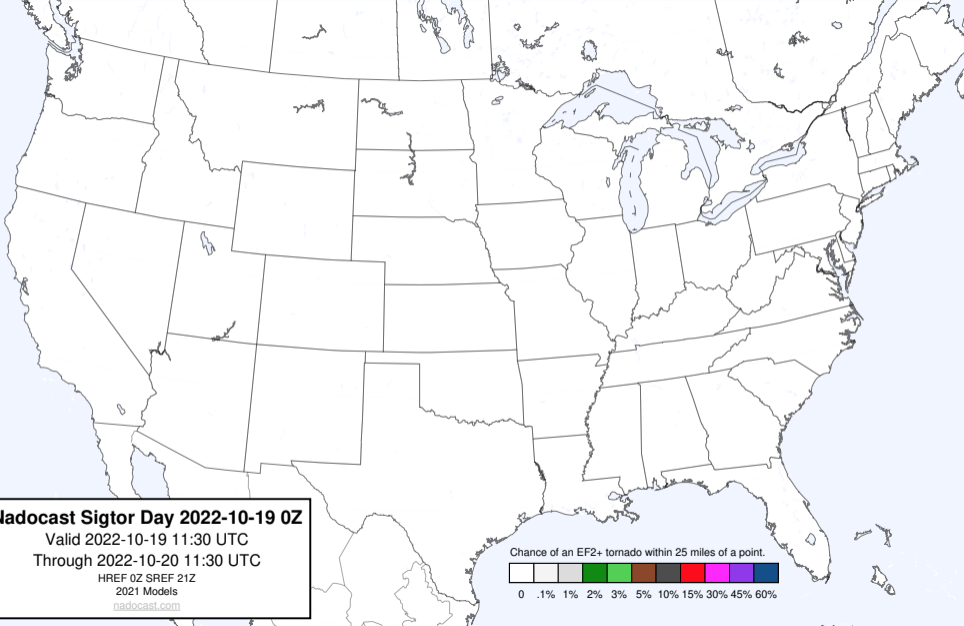 Nadocast Sigtor Day 2022-10-19 0Z
Valid 2022-10-19 11:30 UTC
Through 2022-10-20 11:30 UTC
HREF 0Z SREF 21Z
2021 Models
nadocast.com
Chance of an EF2+ tornado within 25 miles of a point.
0 .1% 1% 2% 3% 5% 10% 15% 30% 45% 60%